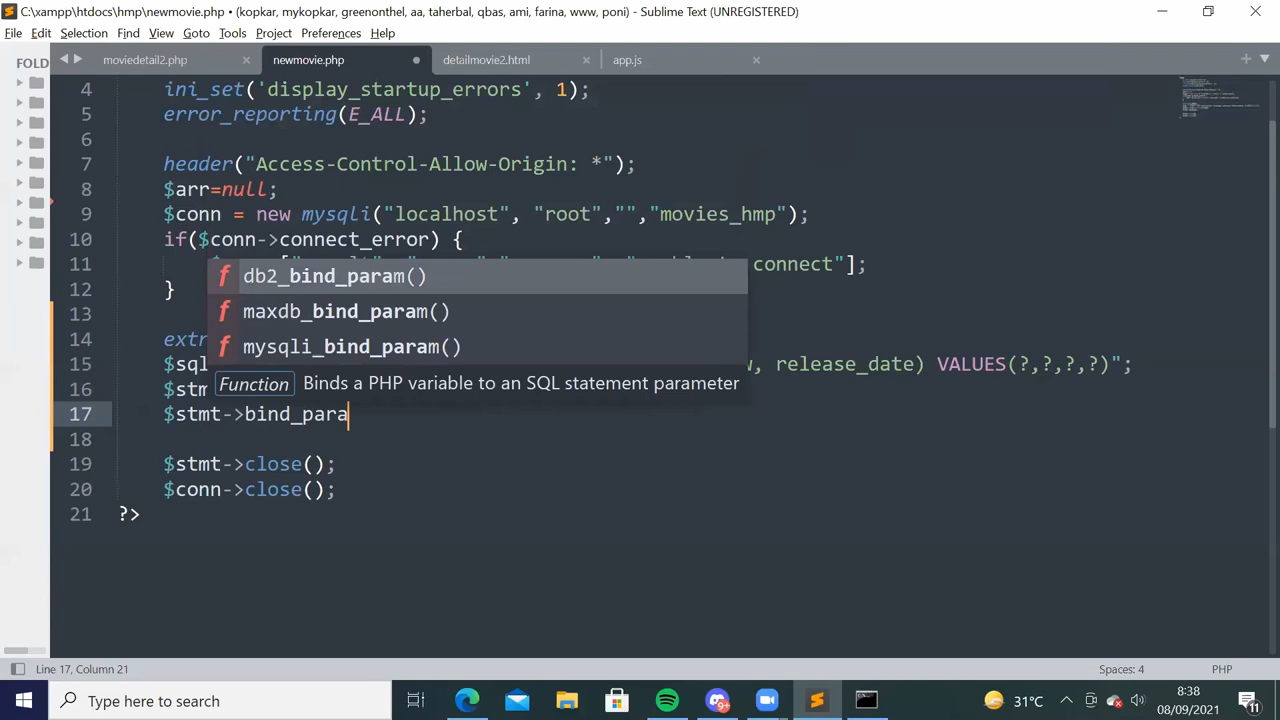 C:\xampp\htdocs\hmp\newmovie.php • (kopkar, mykopkar, greenonthel, aa, taherbal, qbas, ami, farina, www, poni) - Sublime Text (UNREGISTERED)
File Edit Selection Find View Goto Tools Project Preferences Help
FOLD moviedetail2.php newmovie.php detailmovie2.html app.js
4 ini_set('display_startup_errors', 1);
5 error_reporting(E_ALL);
6
7 header("Access-Control-Allow-Origin: *");
8 $arr=null;
9 $conn = new mysqli("localhost", "root","","movies_hmp");
10 if($conn->connect_error) {
11 connect"];
12 }
13
14 extr
15 $sql , release_date) VALUES(?,?,?,?)";
16 $stm
17 $stmt->bind_para
18
19 $stmt->close();
20 $conn->close();
21 ?>
f db2_bind_param()
f maxdb_bind_param()
f mysqli_bind_param()
Function Binds a PHP variable to an SQL statement parameter
Line 17, Column 21 Spaces: 4 PHP
Type here to search 9+ 31°C 8:38
08/09/2021 11